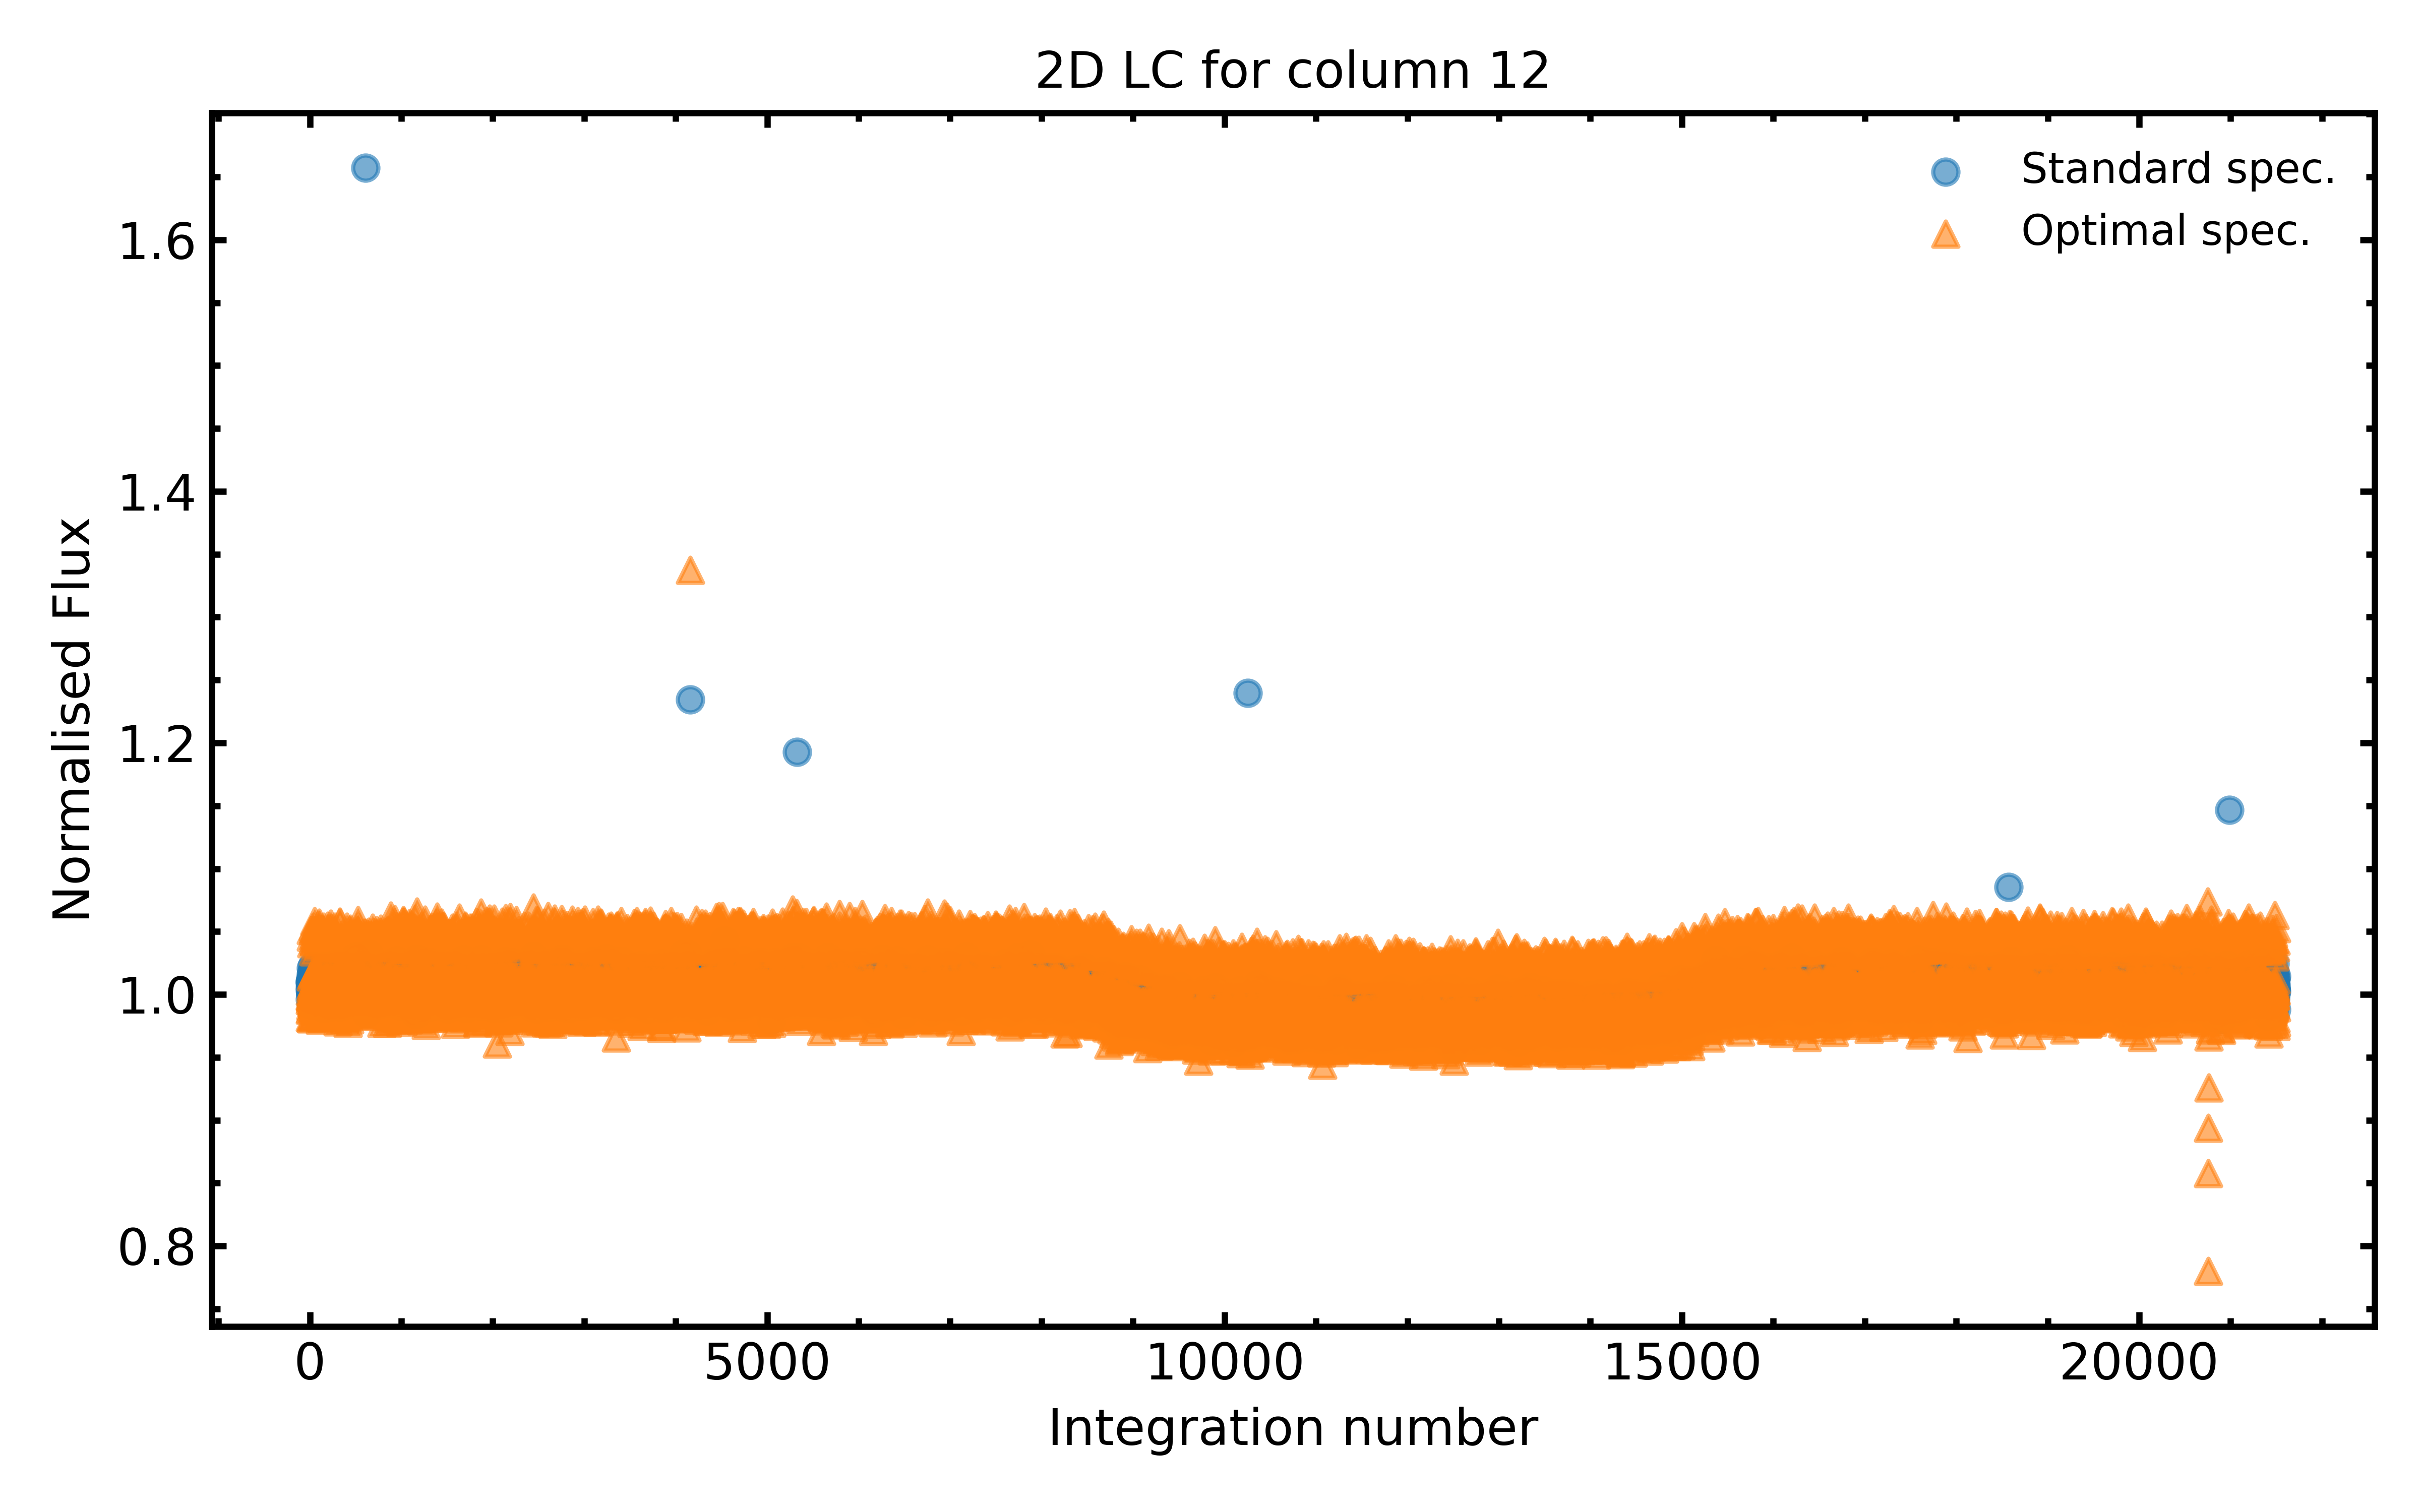 2D LC for column 12
Standard spec.
Optimal spec.
Normalised Flux
1.6
1.4
1.2
1.0
0.8
0
5000
10000
15000
20000
Integration number